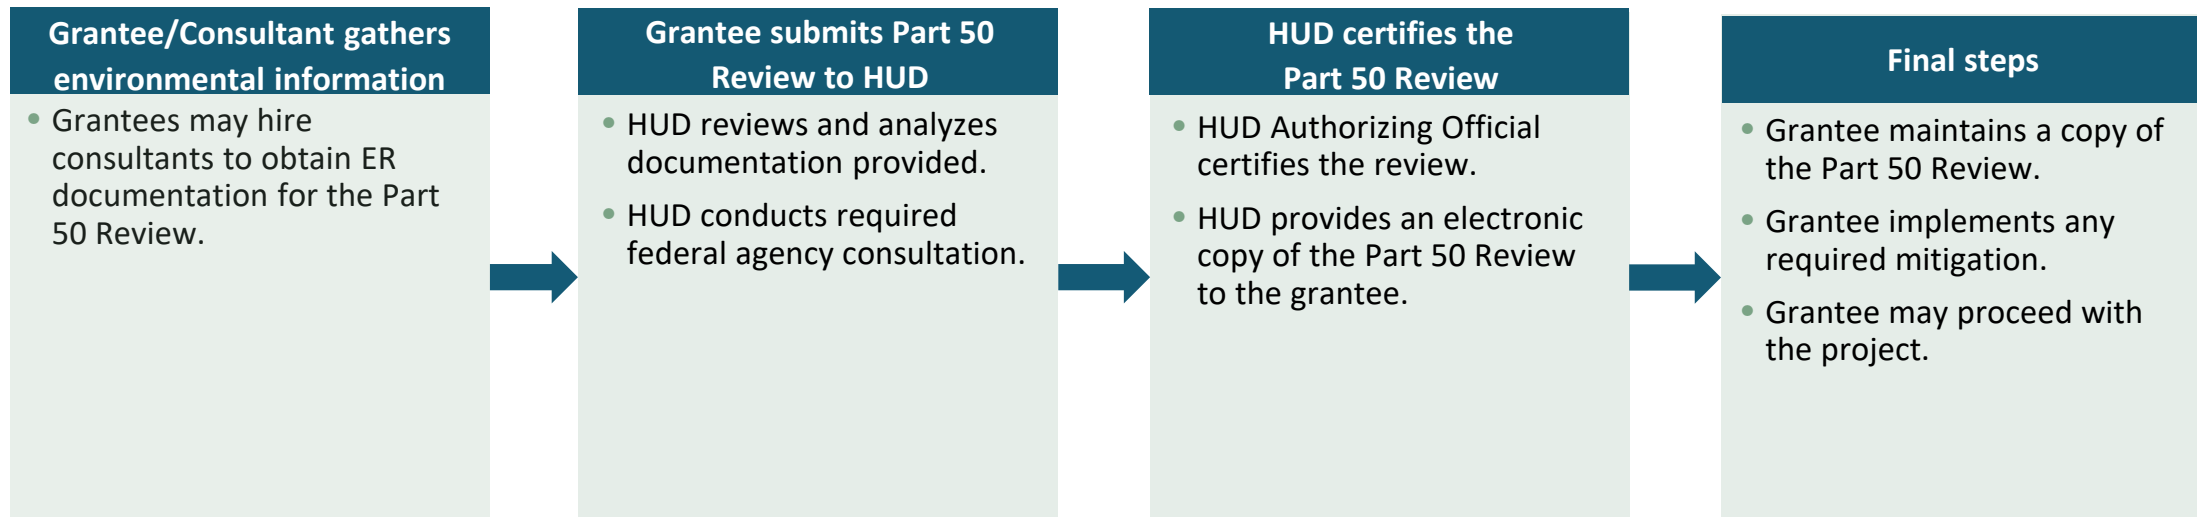 Grantee/Consultant gathers
environmental information
• Grantees may hire
consultants to obtain ER
documentation for the Part
50 Review.
Grantee submits Part 50
Review to HUD
• HUD reviews and analyzes
documentation provided.
• HUD conducts required
federal agency consultation.
HUD certifies the
Part 50 Review
• HUD Authorizing Official
certifies the review.
• HUD provides an electronic
copy of the Part 50 Review
to the grantee.
Final steps
• Grantee maintains a copy of
the Part 50 Review.
• Grantee implements any
required mitigation.
• Grantee may proceed with
the project.